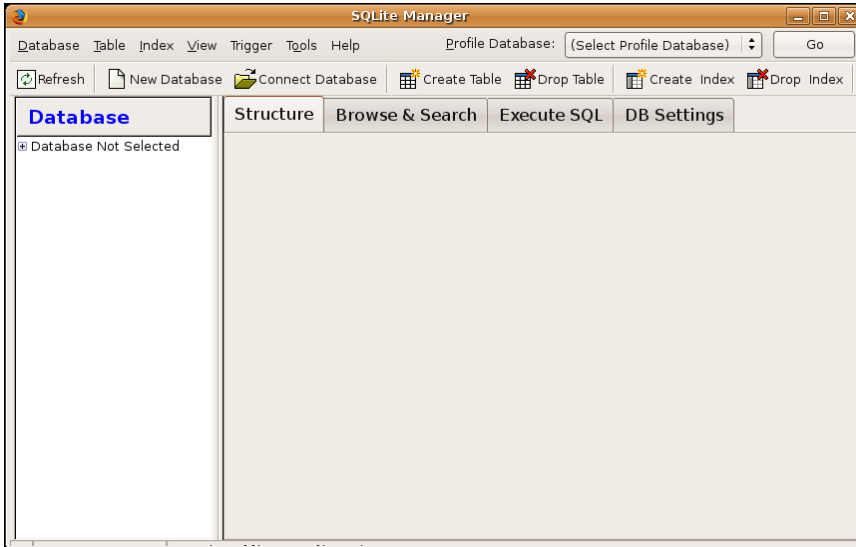 SQLite Manager
Database Table Index View Trigger Tools Help Profile Database: (Select Profile Database) Go
Refresh New Database Connect Database Create Table Drop Table Create Index Drop Index
Database
Structure Browse & Search Execute SQL DB Settings
Database Not Selected